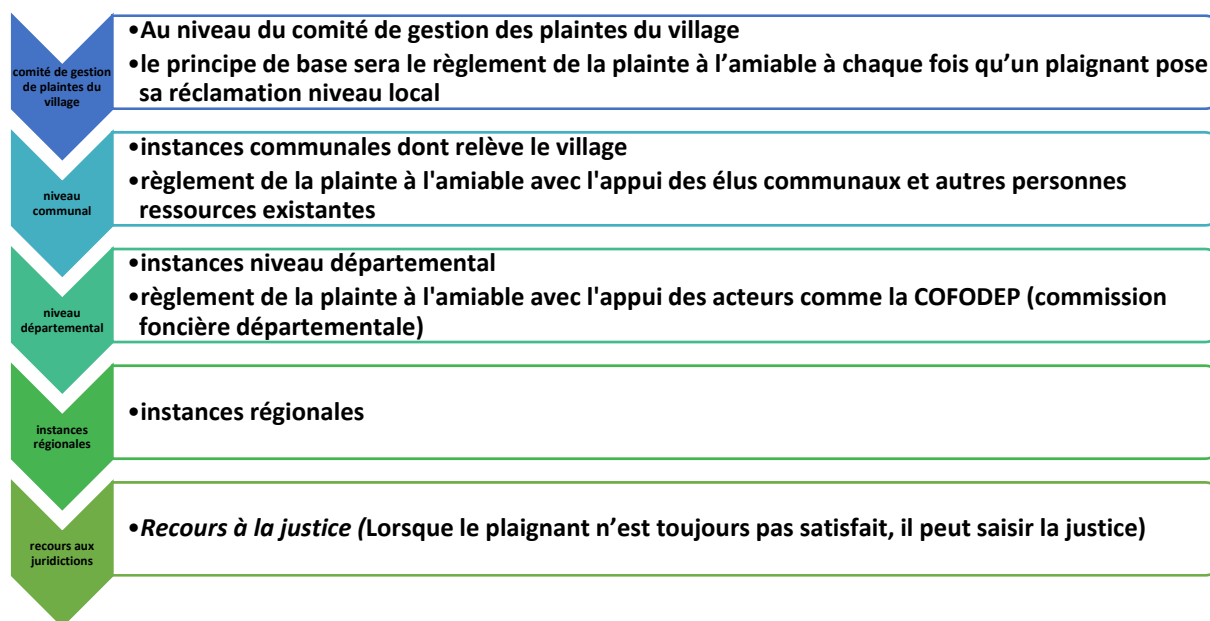 comité de gestion
de plaintes du
village
•Au niveau du comité de gestion des plaintes du village
•le principe de base sera le règlement de la plainte à l’amiable à chaque fois qu’un plaignant pose
sa réclamation niveau local
niveau
communal
•instances communales dont relève le village
•règlement de la plainte à l'amiable avec l'appui des élus communaux et autres personnes
ressources existantes
niveau
départemental
•instances niveau départemental
•règlement de la plainte à l'amiable avec l'appui des acteurs comme la COFODEP (commission
foncière départementale)
instances
régionales
•instances régionales
recours aux
juridictions
•Recours à la justice (Lorsque le plaignant n’est toujours pas satisfait, il peut saisir la justice)